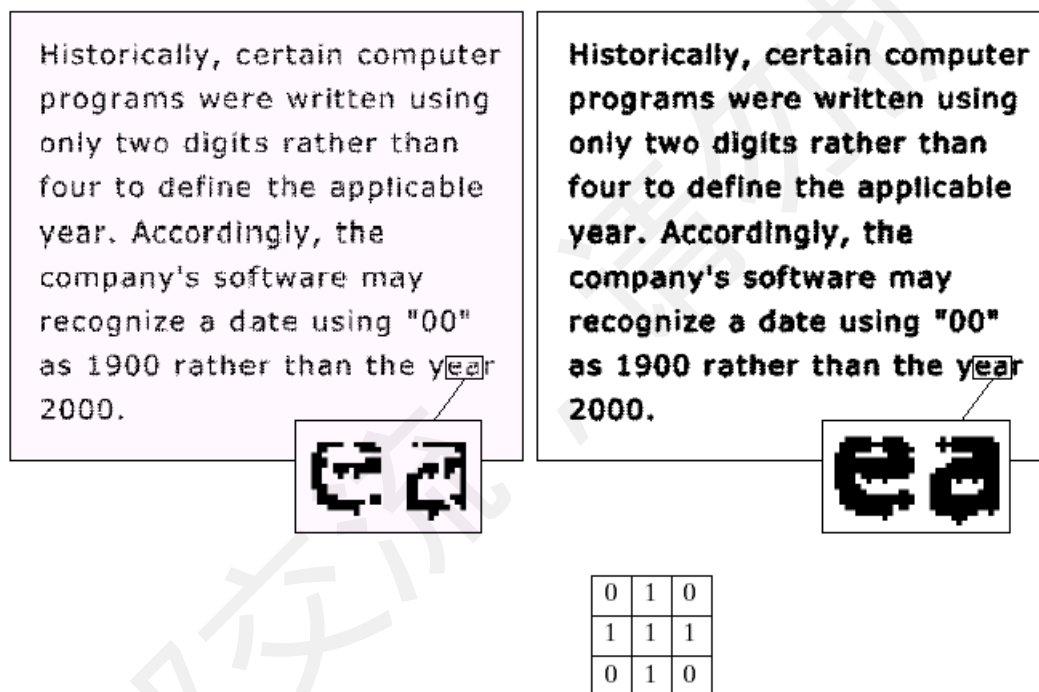 Historically, certain computer
programs were written using
only two digits rather than
four to define the applicable
year. Accordingly, the
company's software may
recognize a date using "00"
as 1900 rather than the year
2000.
ea
Historically, certain computer
programs were written using
only two digits rather than
four to define the applicable
year. Accordingly, the
company's software may
recognize a date using "00"
as 1900 rather than the year
2000.
ea
0 1 0
1 1 1
0 1 0
交流,请勿